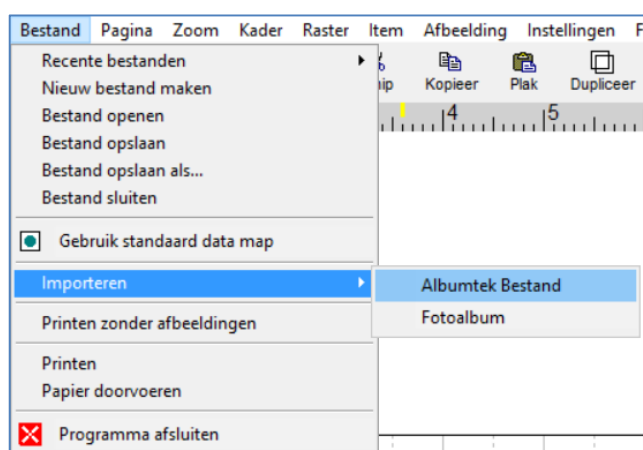 Bestand Pagina Zoom Kader Raster Item Afbeelding Instellingen
Recente bestanden
Nieuw bestand maken
Bestand openen
Bestand opslaan
Bestand opslaan als...
Bestand sluiten
Gebruik standaard data map
Importeren
Printen zonder afbeeldingen
Printen
Papier doorvoeren
Programma afsluiten
Kopieer Plak Dupliceer
4 5
Albumtek Bestand
Fotoalbum